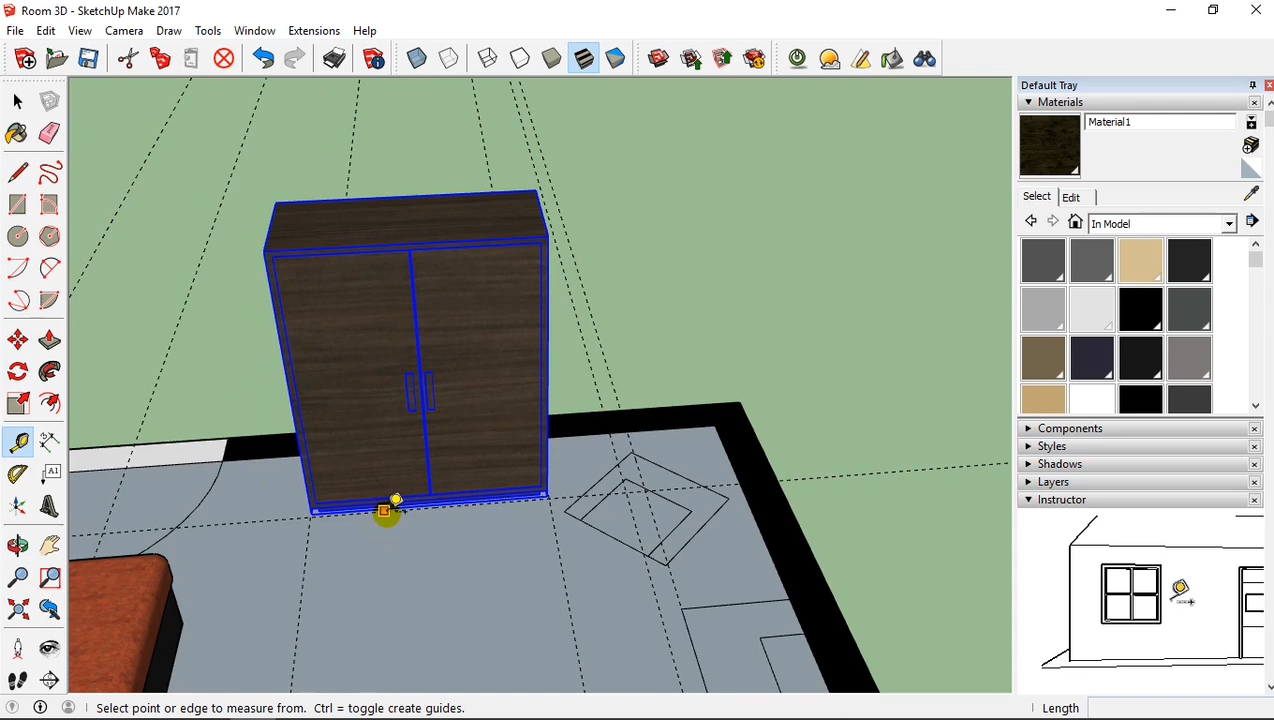 Room 3D - SketchUp Make 2017
File Edit View Camera Draw Tools Window Extensions Help
Default Tray
Materials
Material1
Select Edit
In Model
A1
Components
Styles
Shadows
Layers
Instructor
Select point or edge to measure from. Ctrl = toggle create guides.
Length